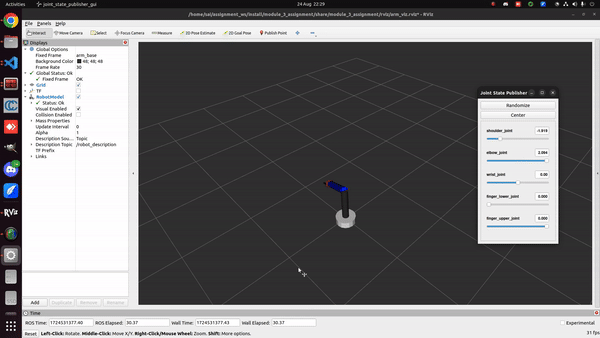 Activities
joint_state_publisher_gui
24 Aug 22:29
/home/sai/assignment_ws/install/module_3_assignment/share/module_3_assignment/rviz/arm_viz.rviz* - RViz
File Panels Help
Interact Move Camera Select Focus Camera Measure 2D Pose Estimate 2D Goal Pose Publish Point
Displays
Global Options
Fixed Frame arm_base
Background Color 48; 48; 48
Frame Rate 30
Global Status: Ok
Fixed Frame OK
Grid
TF
RobotModel
Status: Ok
Visual Enabled
Collision Enabled
Mass Properties
Update Interval 0
Alpha 1
Description Sou... Topic
Description Topic /robot_description
TF Prefix
Links
Add Duplicate Remove Rename
Joint State Publisher
Randomize
Center
shoulder_joint
elbow_joint 2.094
wrist_joint 0.00
finger_lower_joint 0.000
finger_upper_joint 0.000
RViz
Time
ROS Time: 1724531377.40 ROS Elapsed: 30.37 Wall Time: 1724531377.43 Wall Elapsed: 30.37 Experimental
Reset Left-Click: Rotate. Middle-Click: Move X/Y. Right-Click/Mouse Wheel: Zoom. Shift: More options. 31 fps